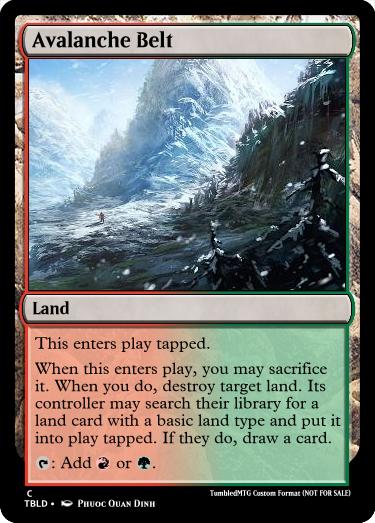 Avalanche Belt
Land
This enters play tapped.
When this enters play, you may sacrifice
it. When you do, destroy target land. Its
controller may search their library for a
land card with a basic land type and put it
into play tapped. If they do, draw a card.
: Add or .
C
TBLD • Phuoc Quan Dinh
TumbledMTG Custom Format (NOT FOR SALE)